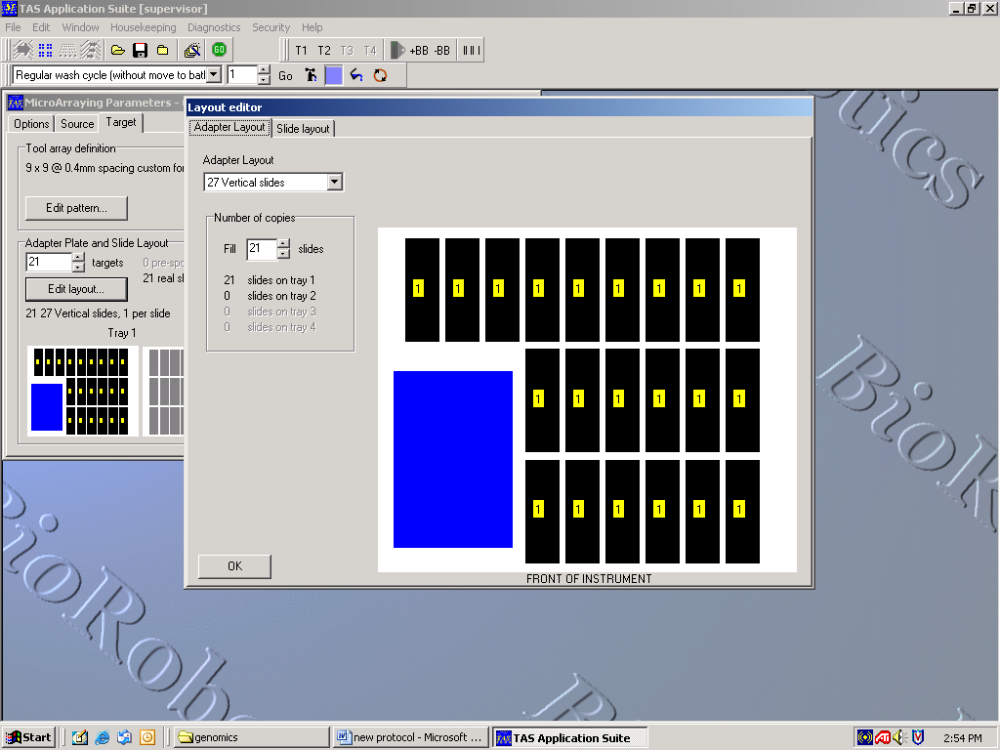 TAS Application Suite [supervisor]
File Edit Window Housekeeping Diagnostics Security Help
GO T1 T2 T3 T4 +BB -BB
Regular wash cycle (without move to bath 1 Go
MicroArraying Parameters -
Options Source Target
Tool array definition
9 x 9 @ 0.4mm spacing custom for
Edit pattern...
Adapter Plate and Slide Layout
21 targets 0 pre-spo
21 real sl
Edit layout...
21 27 Vertical slides, 1 per slide
Tray 1
Layout editor
Adapter Layout Slide layout
Adapter Layout
27 Vertical slides
Number of copies
Fill 21 slides
21 slides on tray 1
0 slides on tray 2
0 slides on tray 3
0 slides on tray 4
OK
1 1 1 1 1 1 1 1 1
1 1 1 1 1 1
1 1 1 1 1 1
FRONT OF INSTRUMENT
otics
BioR
BioRob
Bi
Start genomics new protocol - Microsoft ... TAS Application Suite 2:54 PM